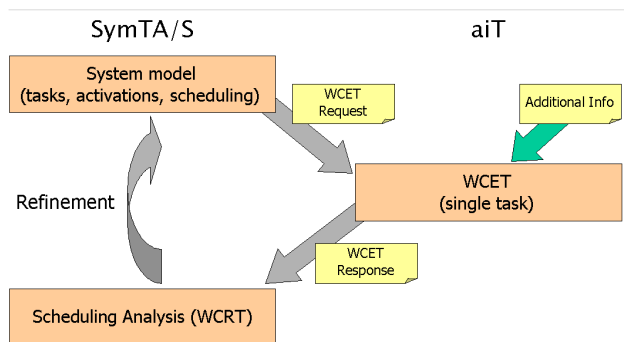 SymTA/S
aiT
System model
(tasks, activations, scheduling)
WCET
Request
Additional Info
WCET
(single task)
Refinement
WCET
Response
Scheduling Analysis (WCRT)